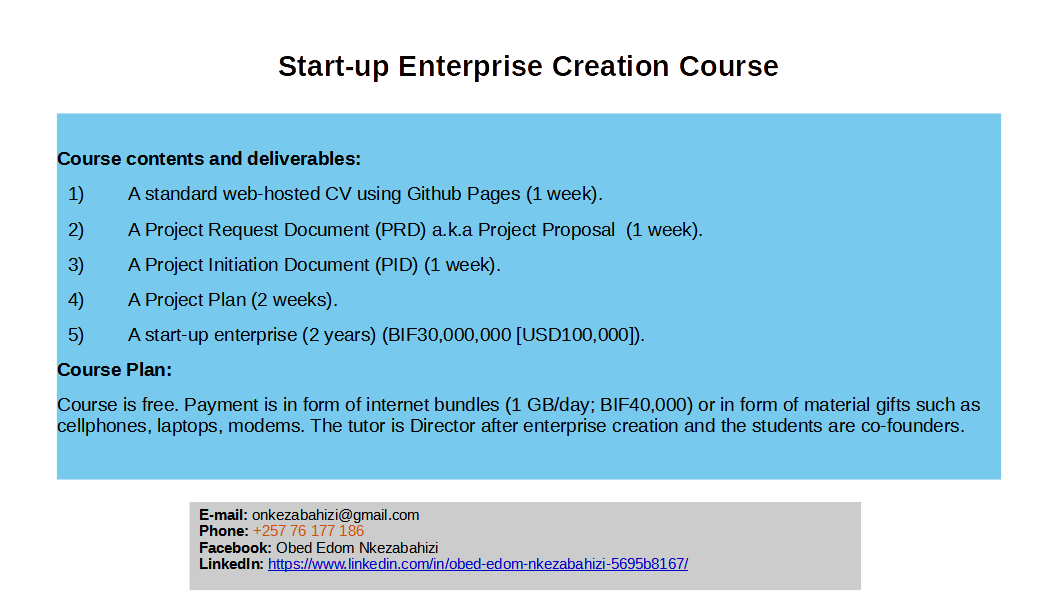 Start-up Enterprise Creation Course
Course contents and deliverables:
1) A standard web-hosted CV using Github Pages (1 week).
2) A Project Request Document (PRD) a.k.a Project Proposal  (1 week).
3) A Project Initiation Document (PID) (1 week).
4) A Project Plan (2 weeks).
5) A start-up enterprise (2 years) (BIF30,000,000 [USD100,000]).
Course Plan:
Course is free. Payment is in form of internet bundles (1 GB/day; BIF40,000) or in form of material gifts such as
cellphones, laptops, modems. The tutor is Director after enterprise creation and the students are co-founders.
E-mail: onkezabahizi@gmail.com
Phone: +257 76 177 186
Facebook: Obed Edom Nkezabahizi
LinkedIn: https://www.linkedin.com/in/obed-edom-nkezabahizi-5695b8167/